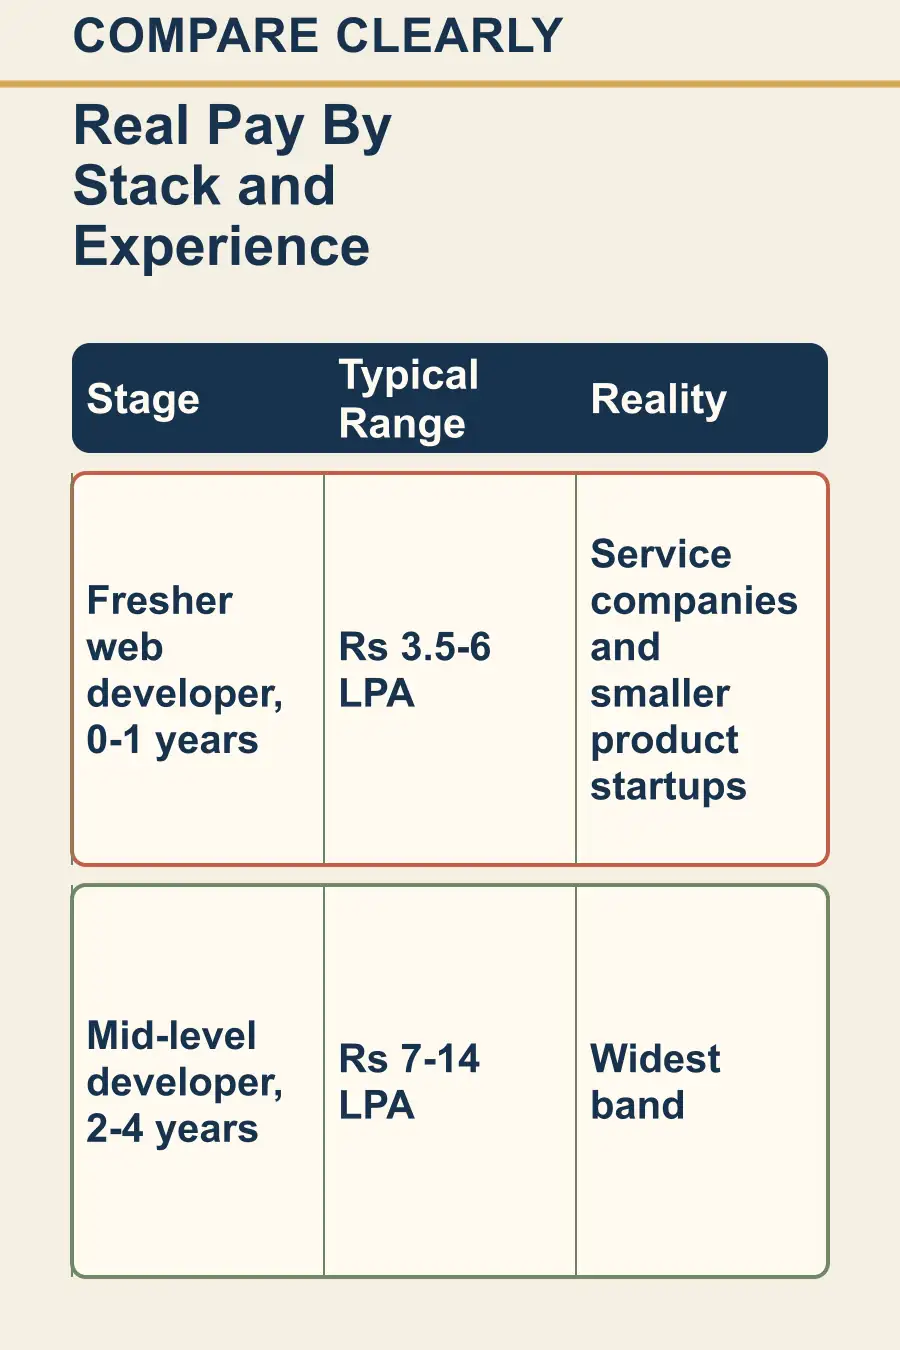 COMPARE CLEARLY
Real Pay By
Stack and
Experience
Stage
Typical
Range
Reality
Fresher
web
developer,
0-1 years
Rs 3.5-6
LPA
Service
companies
and
smaller
product
startups
Mid-level
developer,
2-4 years
Rs 7-14
LPA
Widest
band